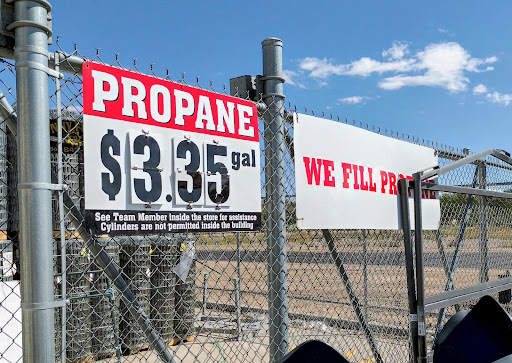 PROPANE
$3.35 gal
See Team Member inside the store for assistance
Cylinders are not permitted inside the building
WE FILL PROPANE